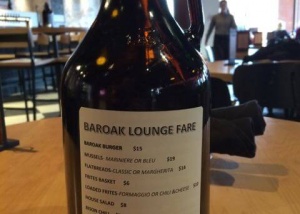 BAROAK LOUNGE FARE
BAROAK BURGER $15
MUSSELS- MARINIERE OR BLEU $19
FLATBREADS-CLASSIC OR MARGHERITA $14
FRITES BASKET $6
LOADED FRITES-FORMAGGIO OR CHILI &CHEESE
HOUSE SALAD $6